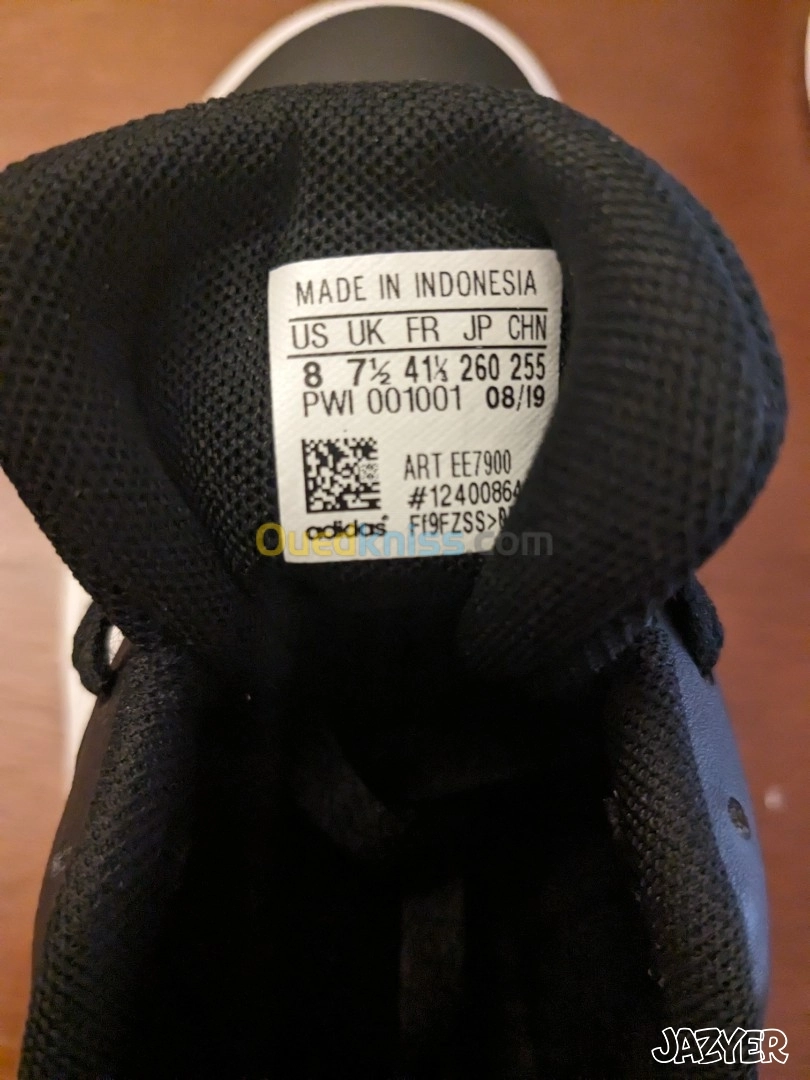 MADE IN INDONESIA
US UK FR JP CHN
8 7½ 41⅓ 260 255
PWI 001001 08/19
ART EE7900
#12400864
adidas
Ouedkniss.com
JAZYER